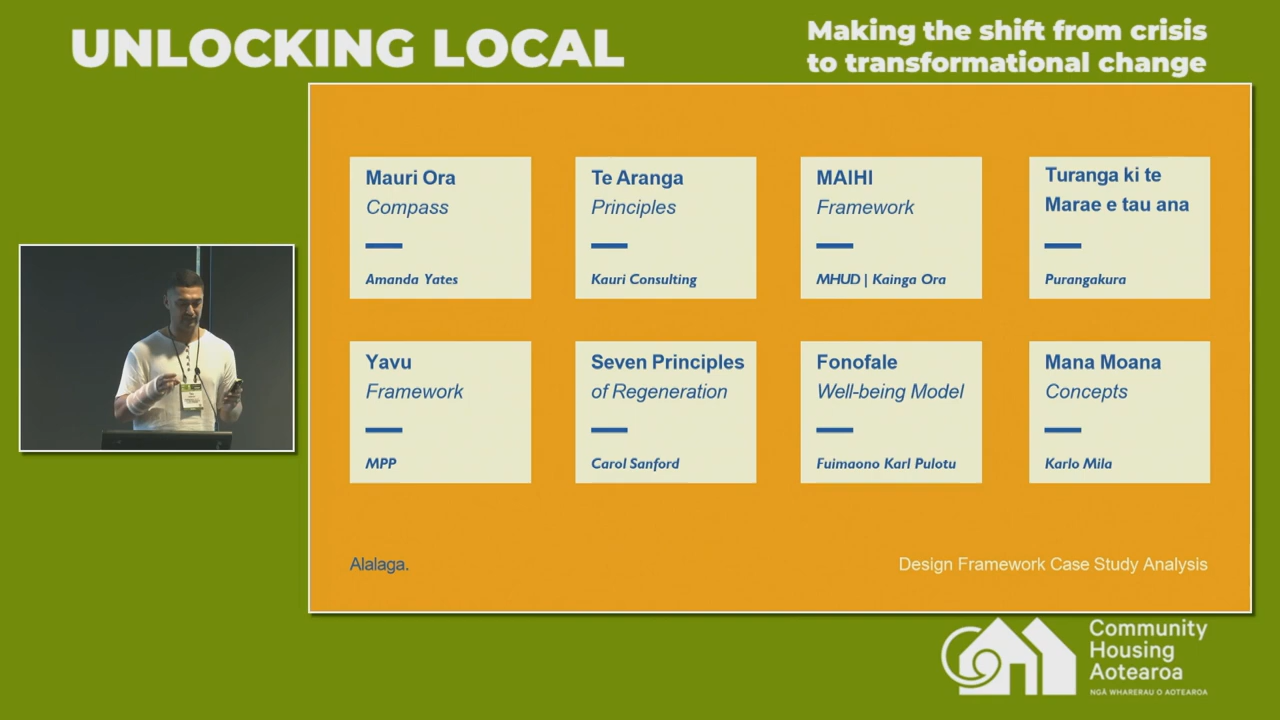 UNLOCKING LOCAL
Making the shift from crisis
to transformational change
Mauri Ora
Compass
Amanda Yates
Te Aranga
Principles
Kauri Consulting
MAIHI
Framework
MHUD | Kainga Ora
Turanga ki te
Marae e tau ana
Purangakura
Yavu
Framework
MPP
Seven Principles
of Regeneration
Carol Sanford
Fonofale
Well-being Model
Fuimaono Karl Pulotu
Mana Moana
Concepts
Karlo Mila
Alalaga.
Design Framework Case Study Analysis
Community
Housing
Aotearoa
NGĀ WHARERAU O AOTEAROA